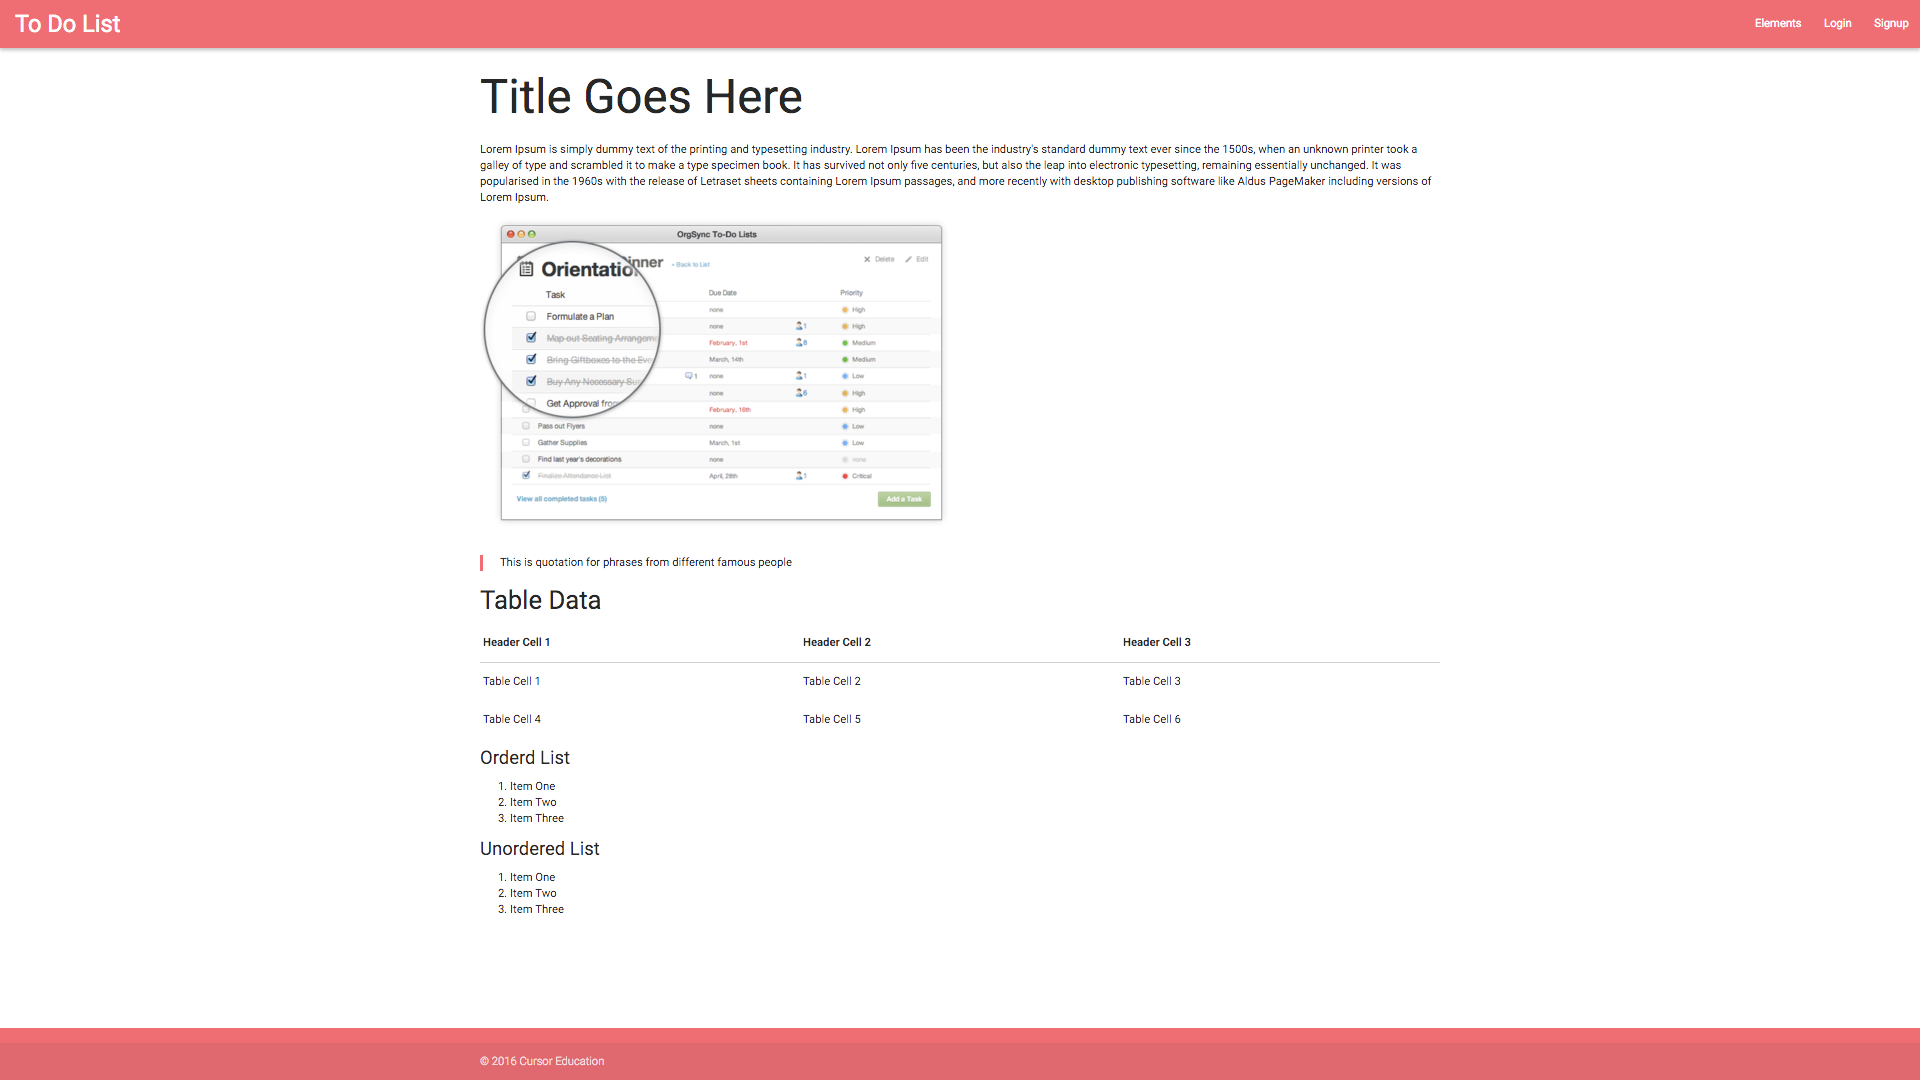 To Do List
Elements Login Signup
Title Goes Here
Lorem Ipsum is simply dummy text of the printing and typesetting industry. Lorem Ipsum has been the industry's standard dummy text ever since the 1500s, when an unknown printer took a
galley of type and scrambled it to make a type specimen book. It has survived not only five centuries, but also the leap into electronic typesetting, remaining essentially unchanged. It was
popularised in the 1960s with the release of Letraset sheets containing Lorem Ipsum passages, and more recently with desktop publishing software like Aldus PageMaker including versions of
Lorem Ipsum.
OrgSync To-Do Lists
Orientation inner « Back to List Delete Edit
Task Due Date Priority
none High
Formulate a Plan
none 1 High
Map out Seating Arrangem
February, 1st 8 Medium
Bring Giftboxes to the Eve March, 14th Medium
Buy Any Necessary Sup 1 none 1 Low
none 6 High
Get Approval from February, 16th High
Pass out Flyers none Low
Gather Supplies March, 1st Low
Find last year's decorations none none
Finalize Attendance List April, 28th 1 Critical
View all completed tasks (5) Add a Task
This is quotation for phrases from different famous people
Table Data
Header Cell 1 Header Cell 2 Header Cell 3
Table Cell 1 Table Cell 2 Table Cell 3
Table Cell 4 Table Cell 5 Table Cell 6
Orderd List
1. Item One
2. Item Two
3. Item Three
Unordered List
1. Item One
2. Item Two
3. Item Three
© 2016 Cursor Education